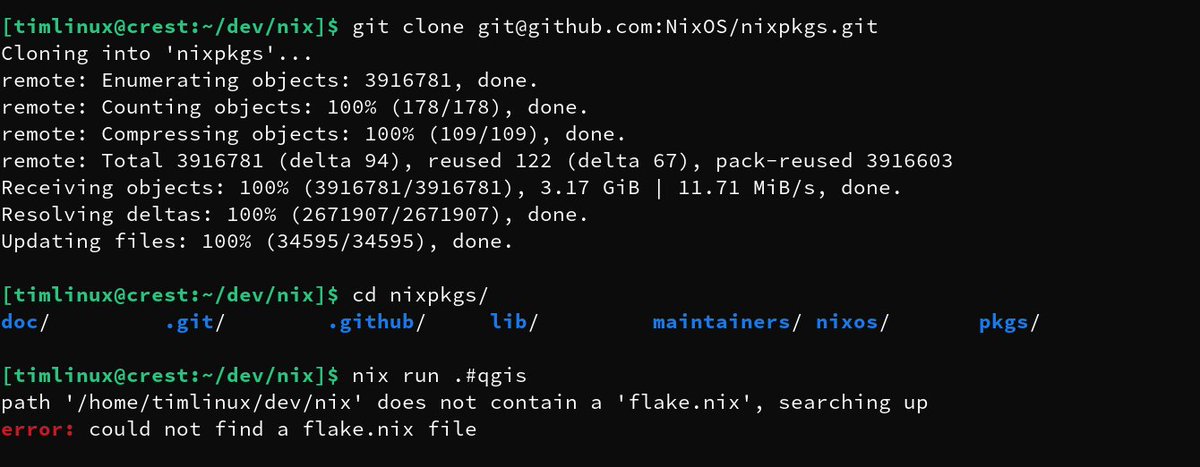 [timlinux@crest:~/dev/nix]$ git clone git@github.com:NixOS/nixpkgs.git
Cloning into 'nixpkgs'...
remote: Enumerating objects: 3916781, done.
remote: Counting objects: 100% (178/178), done.
remote: Compressing objects: 100% (109/109), done.
remote: Total 3916781 (delta 94), reused 122 (delta 67), pack-reused 3916603
Receiving objects: 100% (3916781/3916781), 3.17 GiB | 11.71 MiB/s, done.
Resolving deltas: 100% (2671907/2671907), done.
Updating files: 100% (34595/34595), done.
[timlinux@crest:~/dev/nix]$ cd nixpkgs/
doc/ .git/ .github/ lib/ maintainers/ nixos/ pkgs/
[timlinux@crest:~/dev/nix]$ nix run .#qgis
path '/home/timlinux/dev/nix' does not contain a 'flake.nix', searching up
error: could not find a flake.nix file